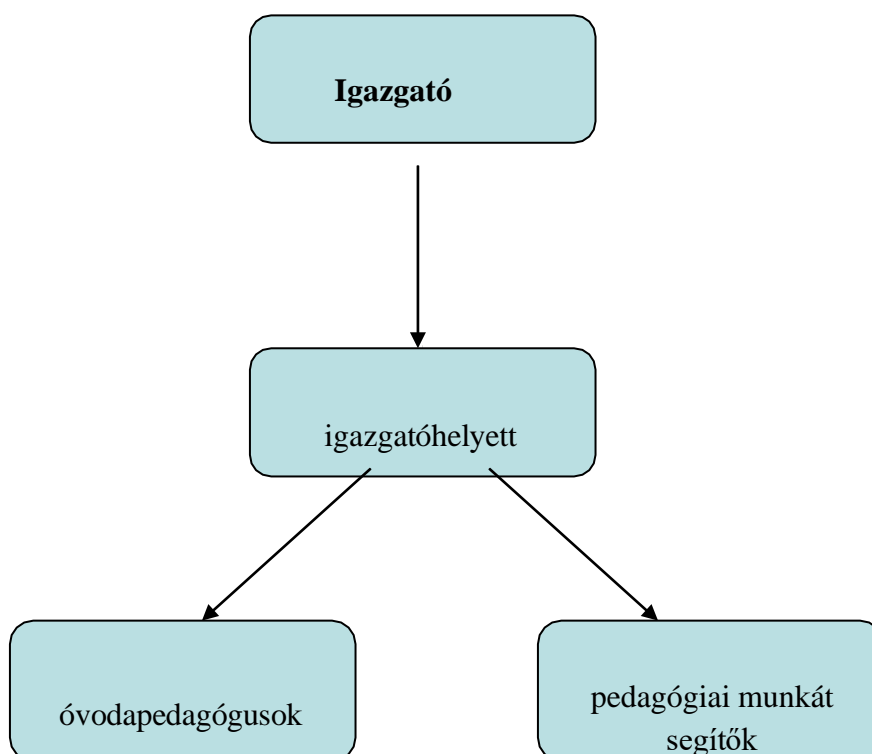 Igazgató
igazgatóhelyett
óvodapedagógusok
pedagógiai munkát
segítők